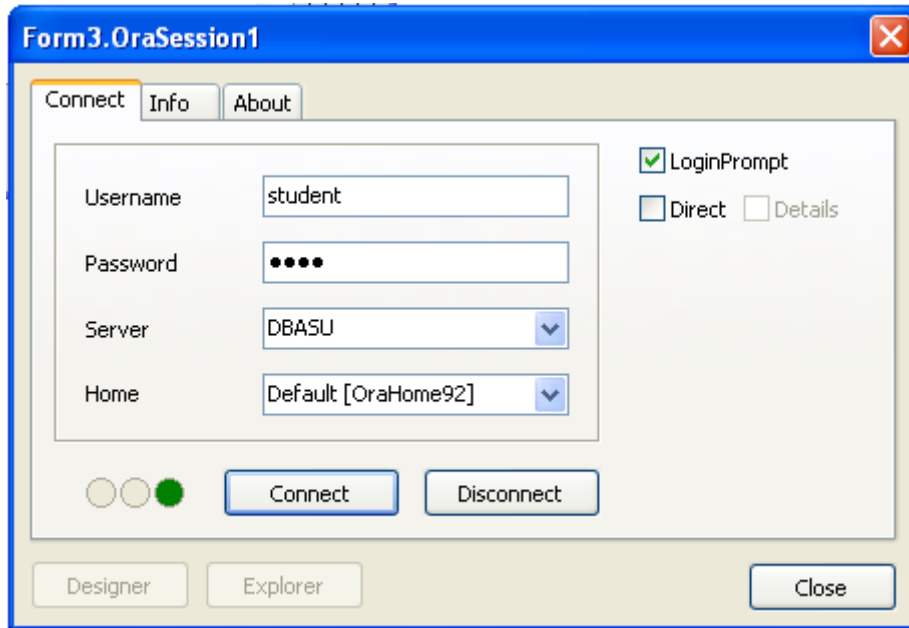 Form3.OraSession1
Connect Info About
Username student
Password ••••
Server DBASU
Home Default [OraHome92]
LoginPrompt
Direct Details
Connect Disconnect
Designer Explorer Close